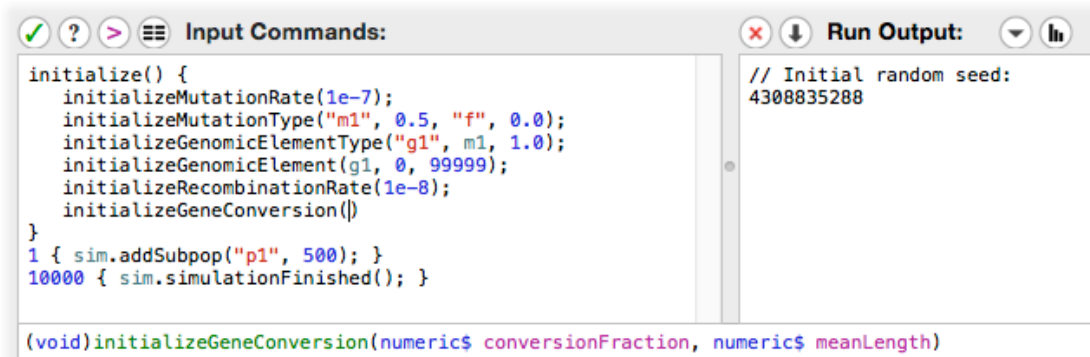 Input Commands:
Run Output:
initialize() {
initializeMutationRate(1e-7);
initializeMutationType("m1", 0.5, "f", 0.0);
initializeGenomicElementType("g1", m1, 1.0);
initializeGenomicElement(g1, 0, 99999);
initializeRecombinationRate(1e-8);
initializeGeneConversion()
}
1 { sim.addSubpop("p1", 500); }
10000 { sim.simulationFinished(); }
// Initial random seed:
4308835288
(void)initializeGeneConversion(numeric$ conversionFraction, numeric$ meanLength)